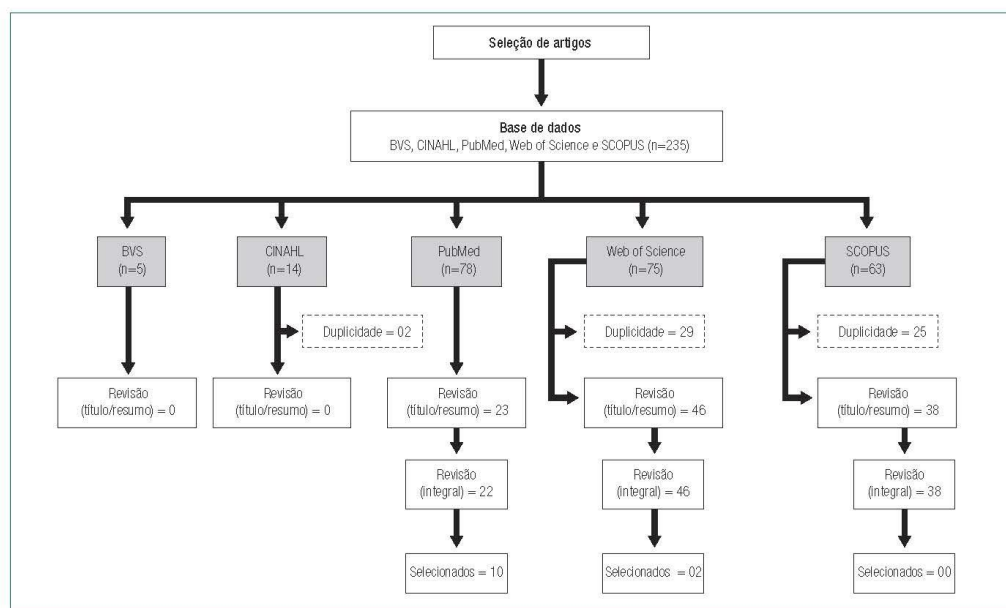 Seleção de artigos
Base de dados
BVS, CINAHL, PubMed, Web of Science e SCOPUS (n=235)
BVS
(n=5)
CINAHL
(n=14)
PubMed
(n=78)
Web of Science
(n=75)
SCOPUS
(n=63)
Duplicidade = 02
Duplicidade = 29
Duplicidade = 25
Revisão
(título/resumo) = 0
Revisão
(título/resumo) = 0
Revisão
(título/resumo) = 23
Revisão
(título/resumo) = 46
Revisão
(título/resumo) = 38
Revisão
(integral) = 22
Revisão
(integral) = 46
Revisão
(integral) = 38
Selecionados = 10
Selecionados = 02
Selecionados = 00